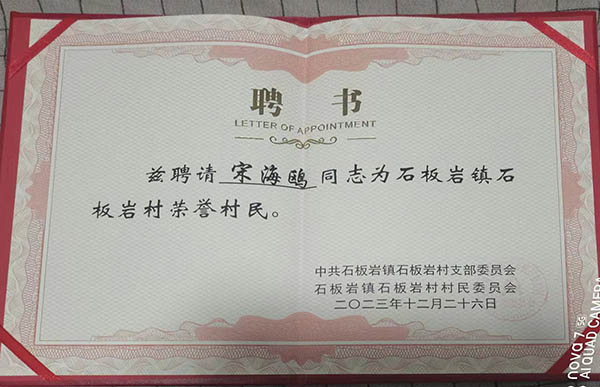 聘书
LETTER OF APPOINTMENT
兹聘请 宋海鸥 同志为石板岩镇石
板岩村荣誉村民。
中共石板岩镇石板岩村支部委员会
石板岩镇石板岩村村民委员会
二〇二三年十二月二十六日
nova 7 5G
AI QUAD CAMERA